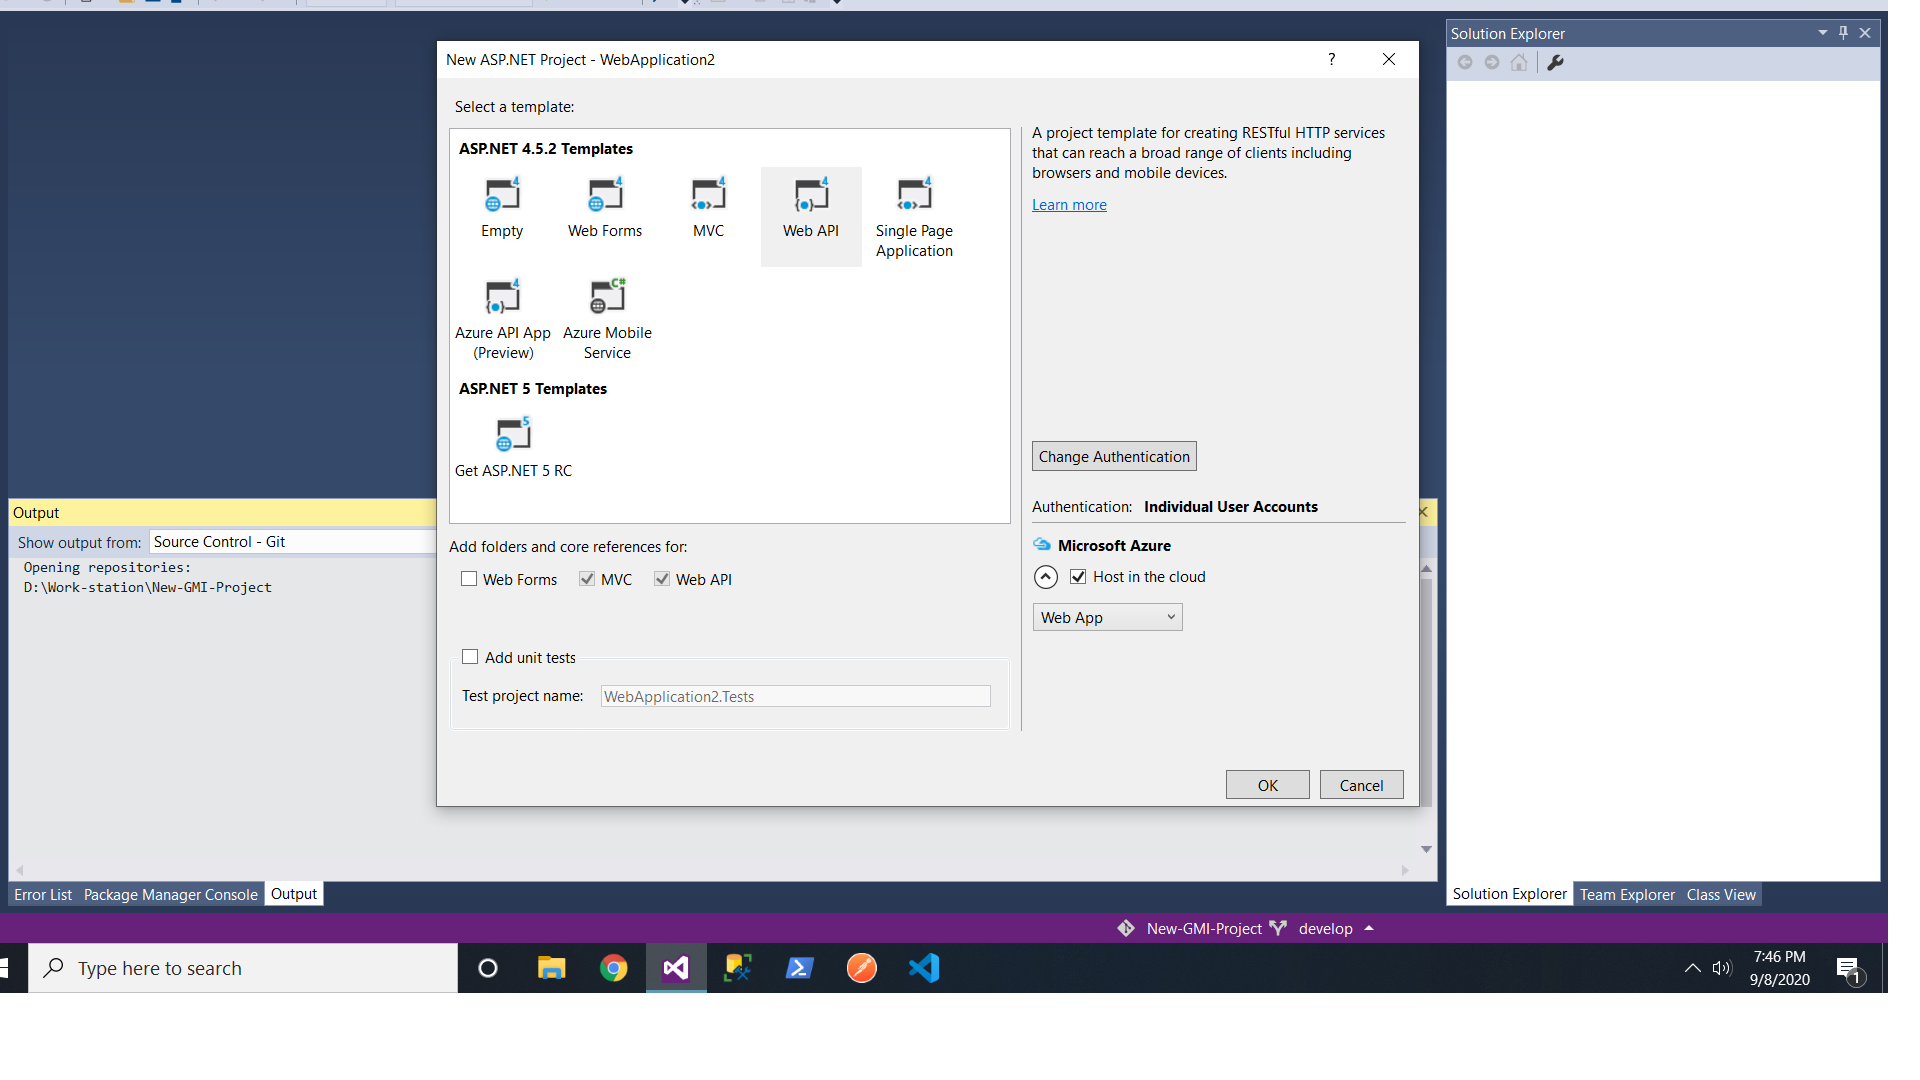 Solution Explorer
New ASP.NET Project - WebApplication2
?
Select a template:
ASP.NET 4.5.2 Templates
4
4
4
4
4
Empty
Web Forms
MVC
Web API
Single Page
Application
4
C#
Azure API App
(Preview)
Azure Mobile
Service
ASP.NET 5 Templates
5
Get ASP.NET 5 RC
A project template for creating RESTful HTTP services
that can reach a broad range of clients including
browsers and mobile devices.
Learn more
Change Authentication
Authentication: Individual User Accounts
Microsoft Azure
Host in the cloud
Web App
Add folders and core references for:
Web Forms
MVC
Web API
Add unit tests
Test project name: WebApplication2.Tests
OK
Cancel
Output
Show output from: Source Control - Git
Opening repositories:
D:\Work-station\New-GMI-Project
Error List
Package Manager Console
Output
Solution Explorer
Team Explorer
Class View
New-GMI-Project
develop
Type here to search
7:46 PM
9/8/2020
1